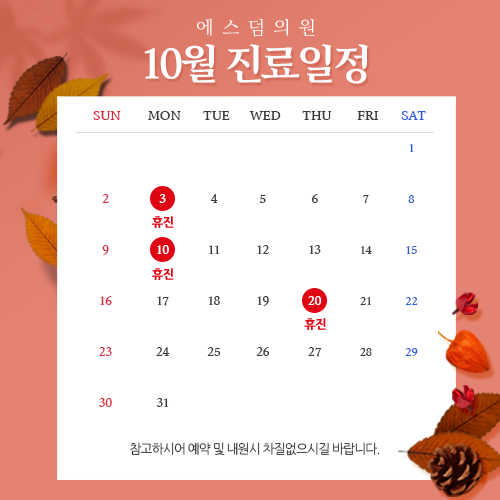 에스덤의원
10월 진료일정
SUN MON TUE WED THU FRI SAT
1
2 3 4 5 6 7 8
휴진
9 10 11 12 13 14 15
휴진
16 17 18 19 20 21 22
휴진
23 24 25 26 27 28 29
30 31
참고하시어 예약 및 내원시 차질없으시길 바랍니다.